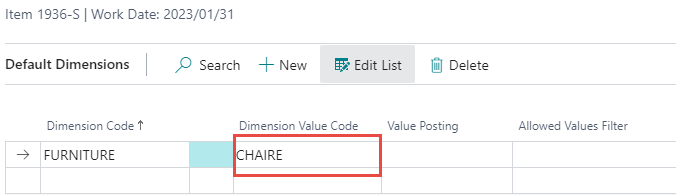 Item 1936-S | Work Date: 2023/01/31
Default Dimensions Search + New Edit List Delete
Dimension Code ↑ Dimension Value Code Value Posting Allowed Values Filter
→ FURNITURE CHAIRE